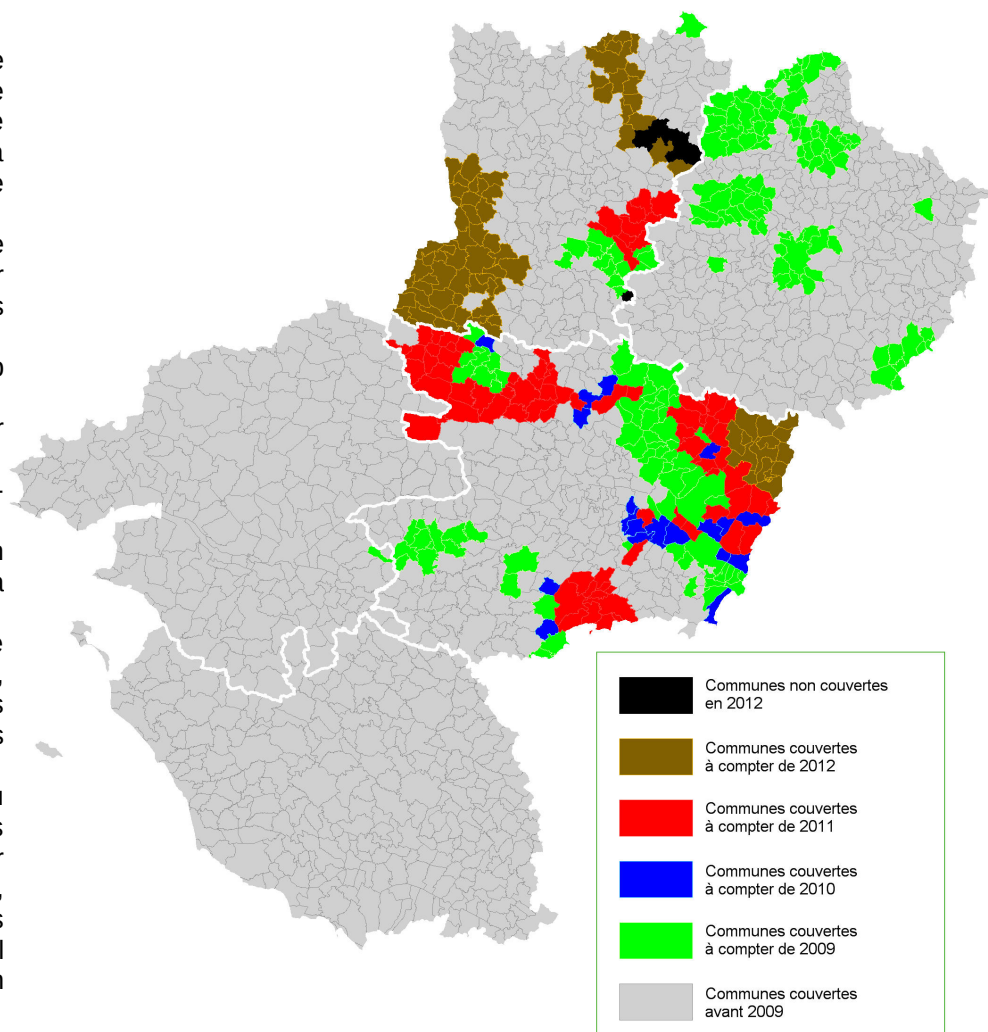 e
e
e
a
e
e
r
s
o
r
-
n
a
e
,
s
s
u
s
r
,
s
l
n
Communes non couvertes
en 2012
Communes couvertes
à compter de 2012
Communes couvertes
à compter de 2011
Communes couvertes
à compter de 2010
Communes couvertes
à compter de 2009
Communes couvertes
avant 2009